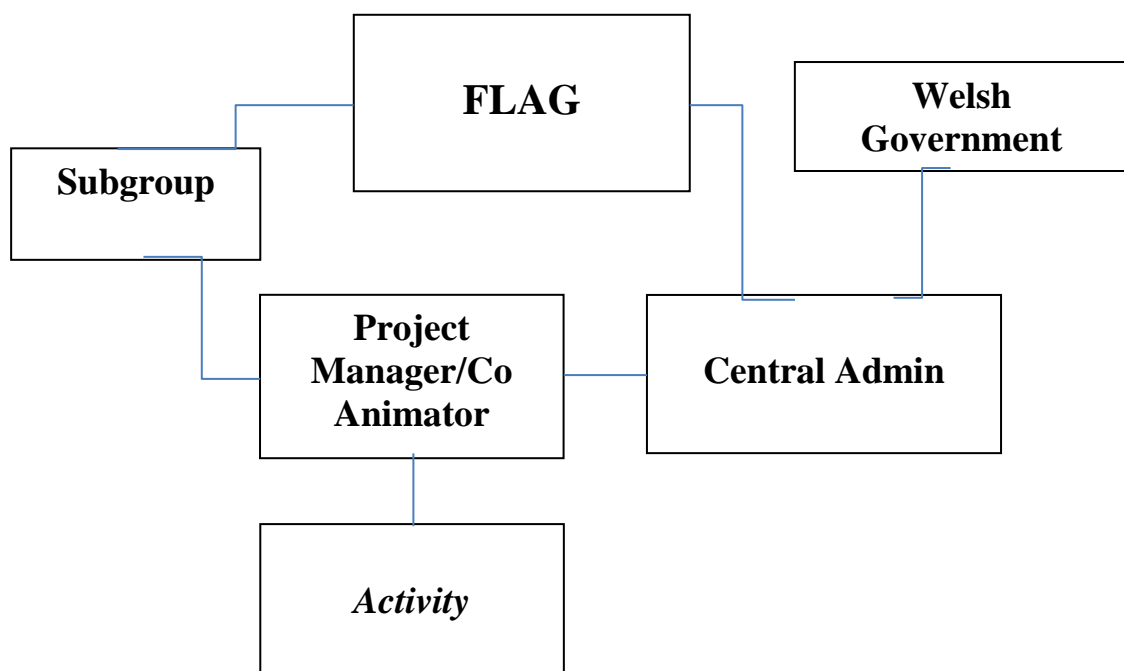 FLAG
Welsh
Government
Subgroup
Project
Manager/Co
Animator
Central Admin
Activity